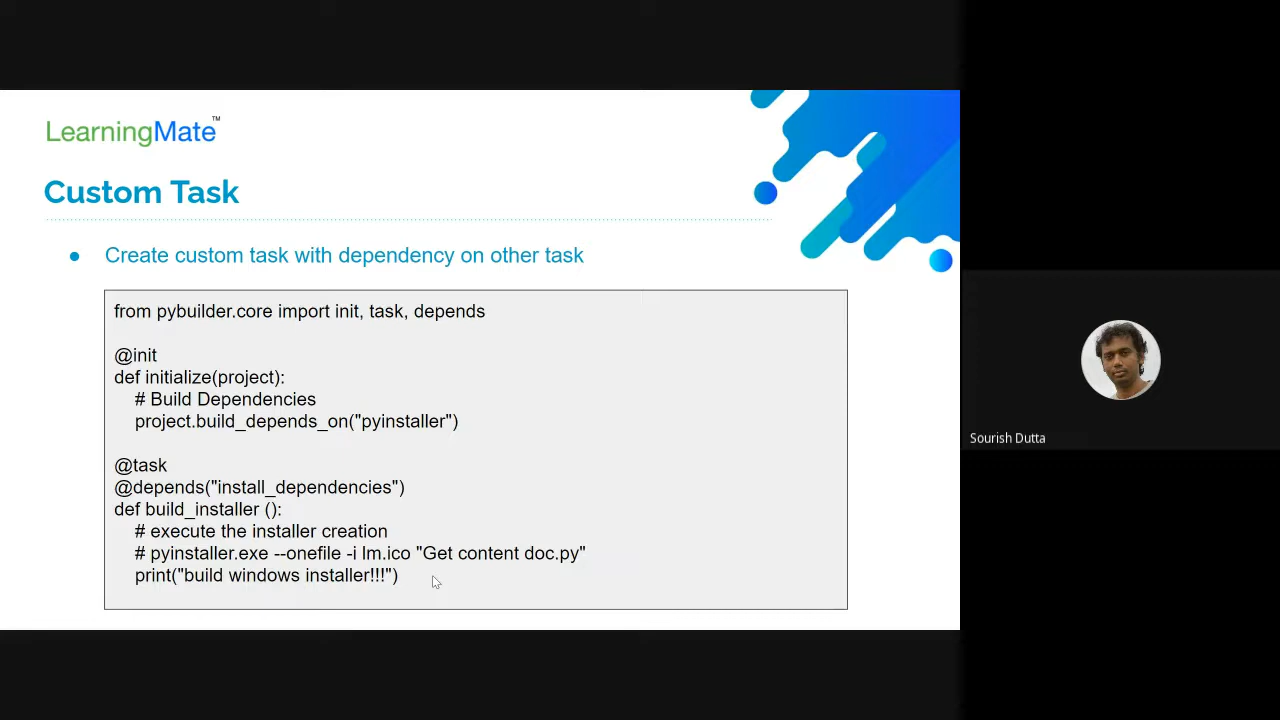 LearningMate™
Custom Task
● Create custom task with dependency on other task
from pybuilder.core import init, task, depends
@init
def initialize(project):
# Build Dependencies
project.build_depends_on("pyinstaller")
@task
@depends("install_dependencies")
def build_installer ():
# execute the installer creation
# pyinstaller.exe --onefile -i lm.ico "Get content doc.py"
print("build windows installer!!!")
Sourish Dutta